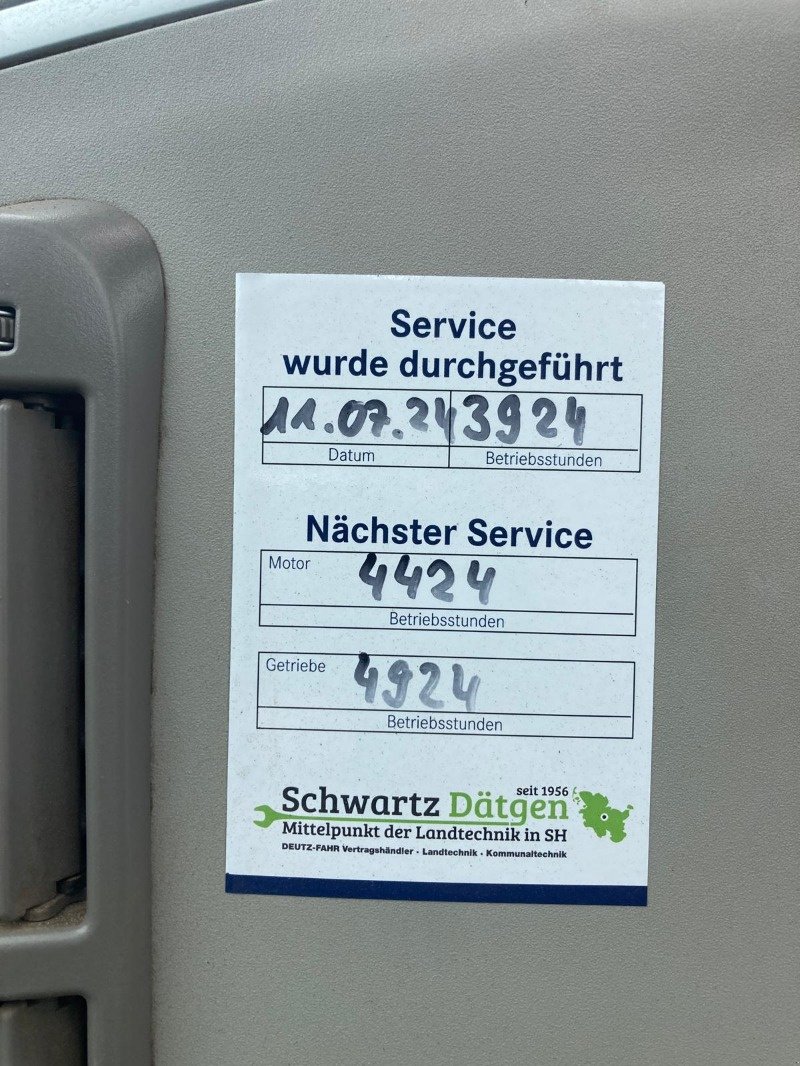 Service
wurde durchgeführt
11.07.24 3924
Datum Betriebsstunden
Nächster Service
Motor 4424
Betriebsstunden
Getriebe 4924
Betriebsstunden
seit 1956
Schwartz Dätgen
Mittelpunkt der Landtechnik in SH
DEUTZ-FAHR Vertragshändler · Landtechnik · Kommunaltechnik